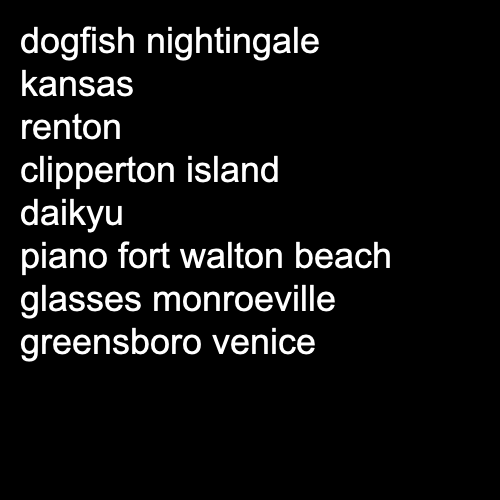 dogfish nightingale
kansas
renton
clipperton island
daikyu
piano fort walton beach
glasses monroeville
greensboro venice